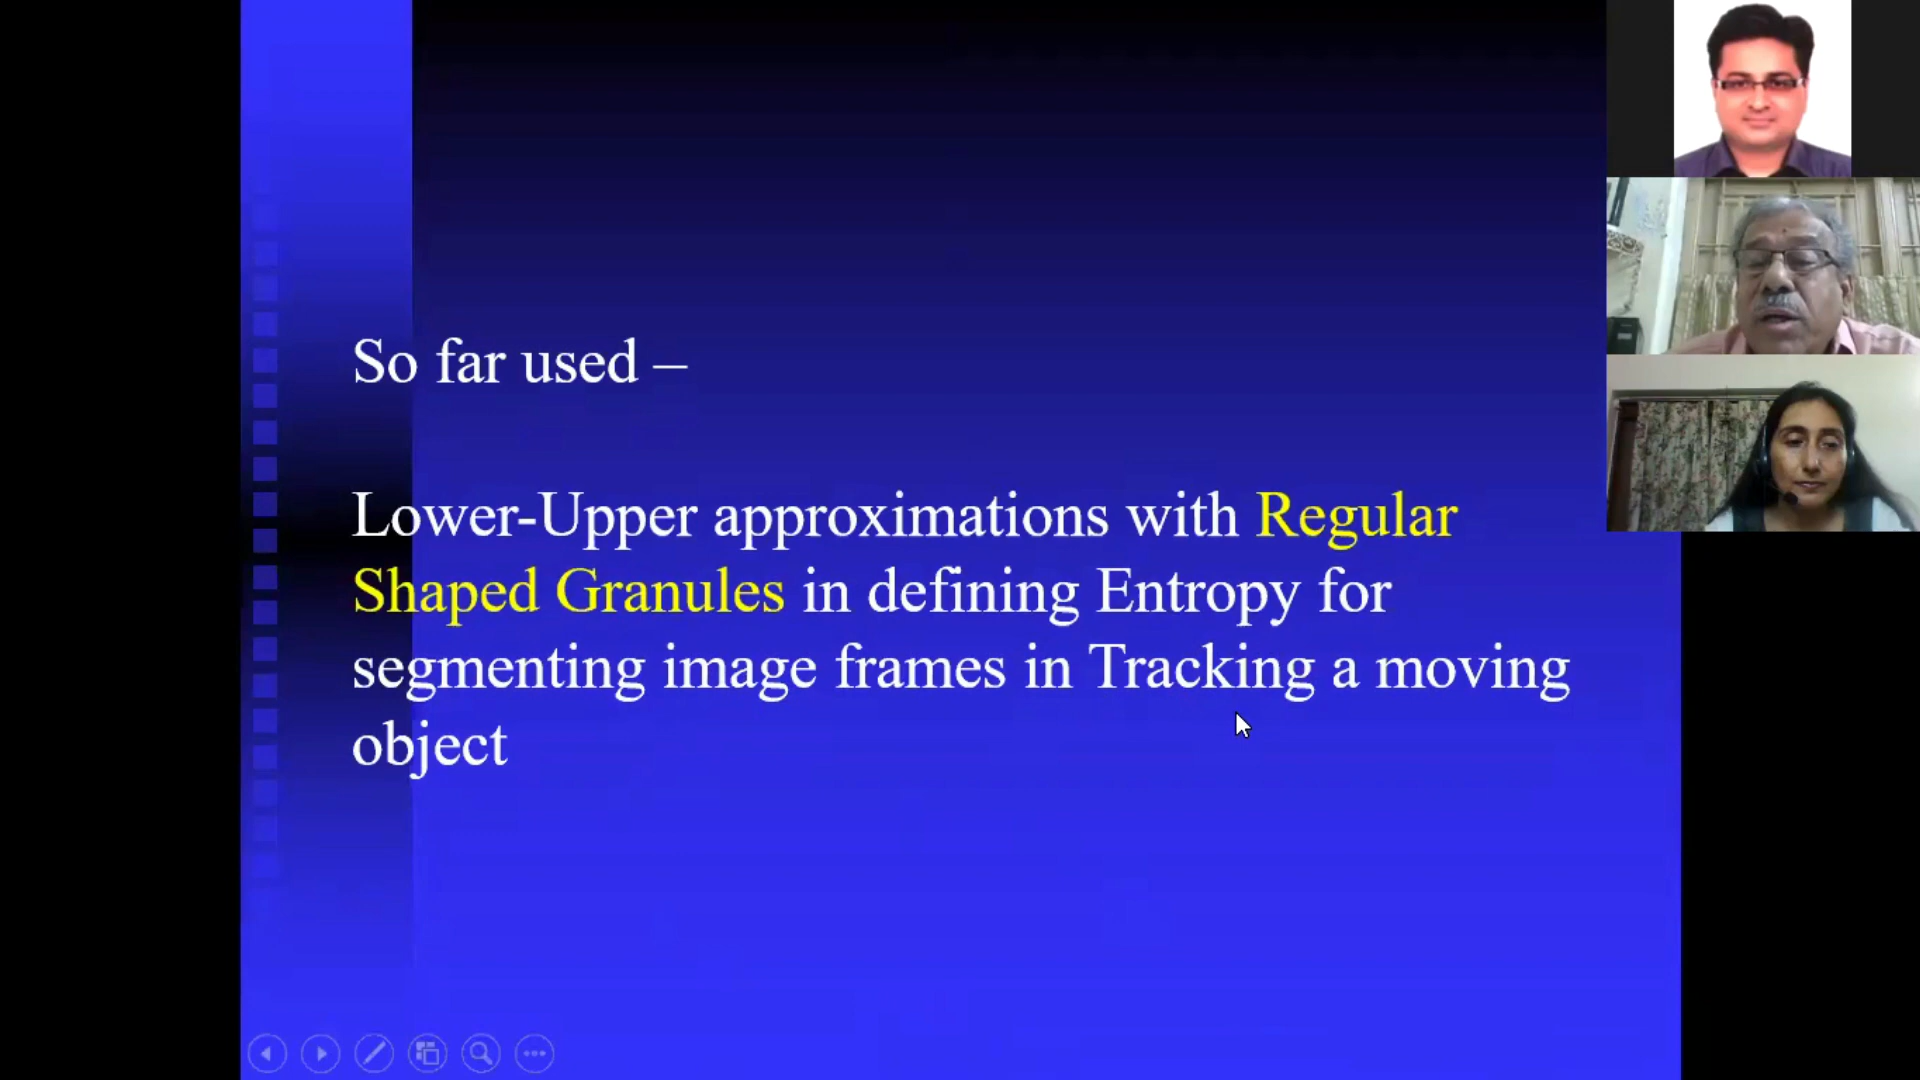 So far used –
Lower-Upper approximations with Regular
Shaped Granules in defining Entropy for
segmenting image frames in Tracking a moving
object